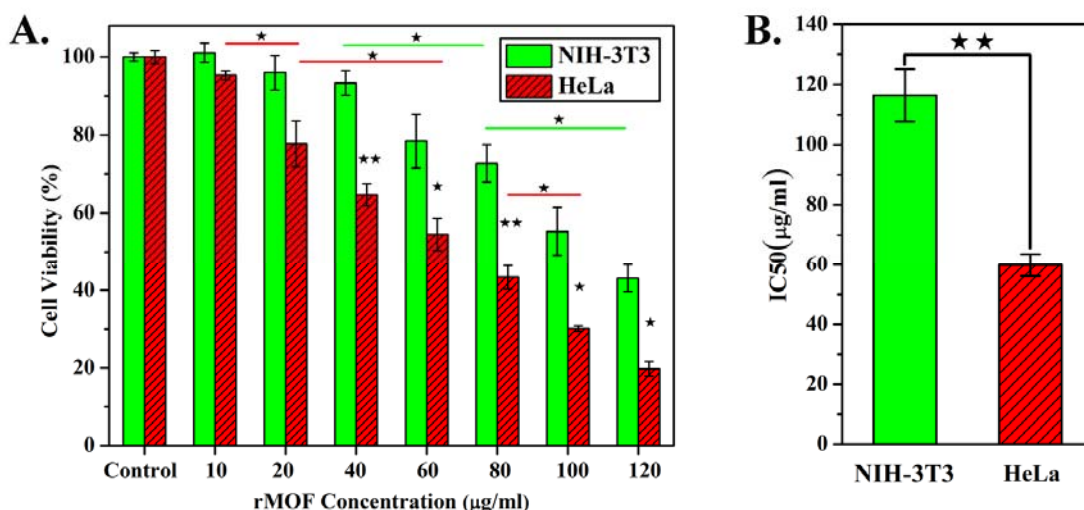 A.
NIH-3T3
HeLa
Cell Viability (%)
100
80
60
40
20
0
Control 10 20 40 60 80 100 120
rMOF Concentration (μg/ml)
B.
IC50(μg/ml)
140
120
100
80
60
40
20
0
NIH-3T3 HeLa